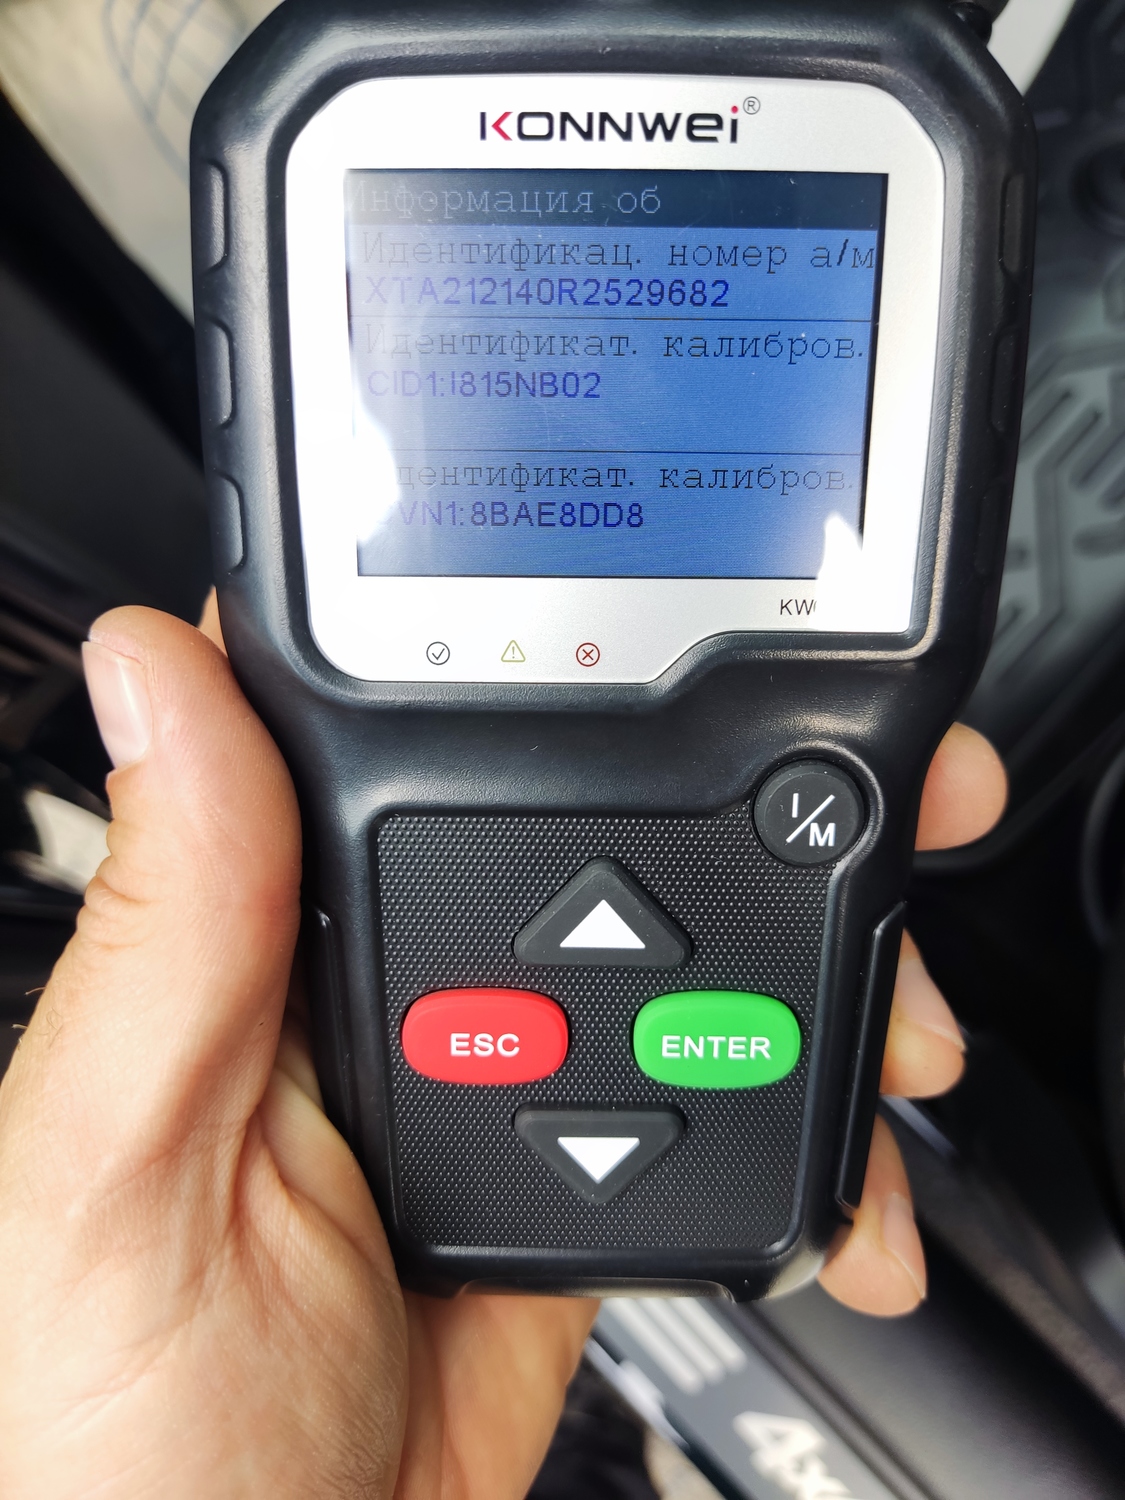 KONNWEI®
Информация об
Идентификац. номер а/м
XTA212140R2529682
Идентификат. калибров.
CID1:I815NB02
дентификат. калибров.
VN1:8BAE8DD8
KW
I/M
ESC
ENTER